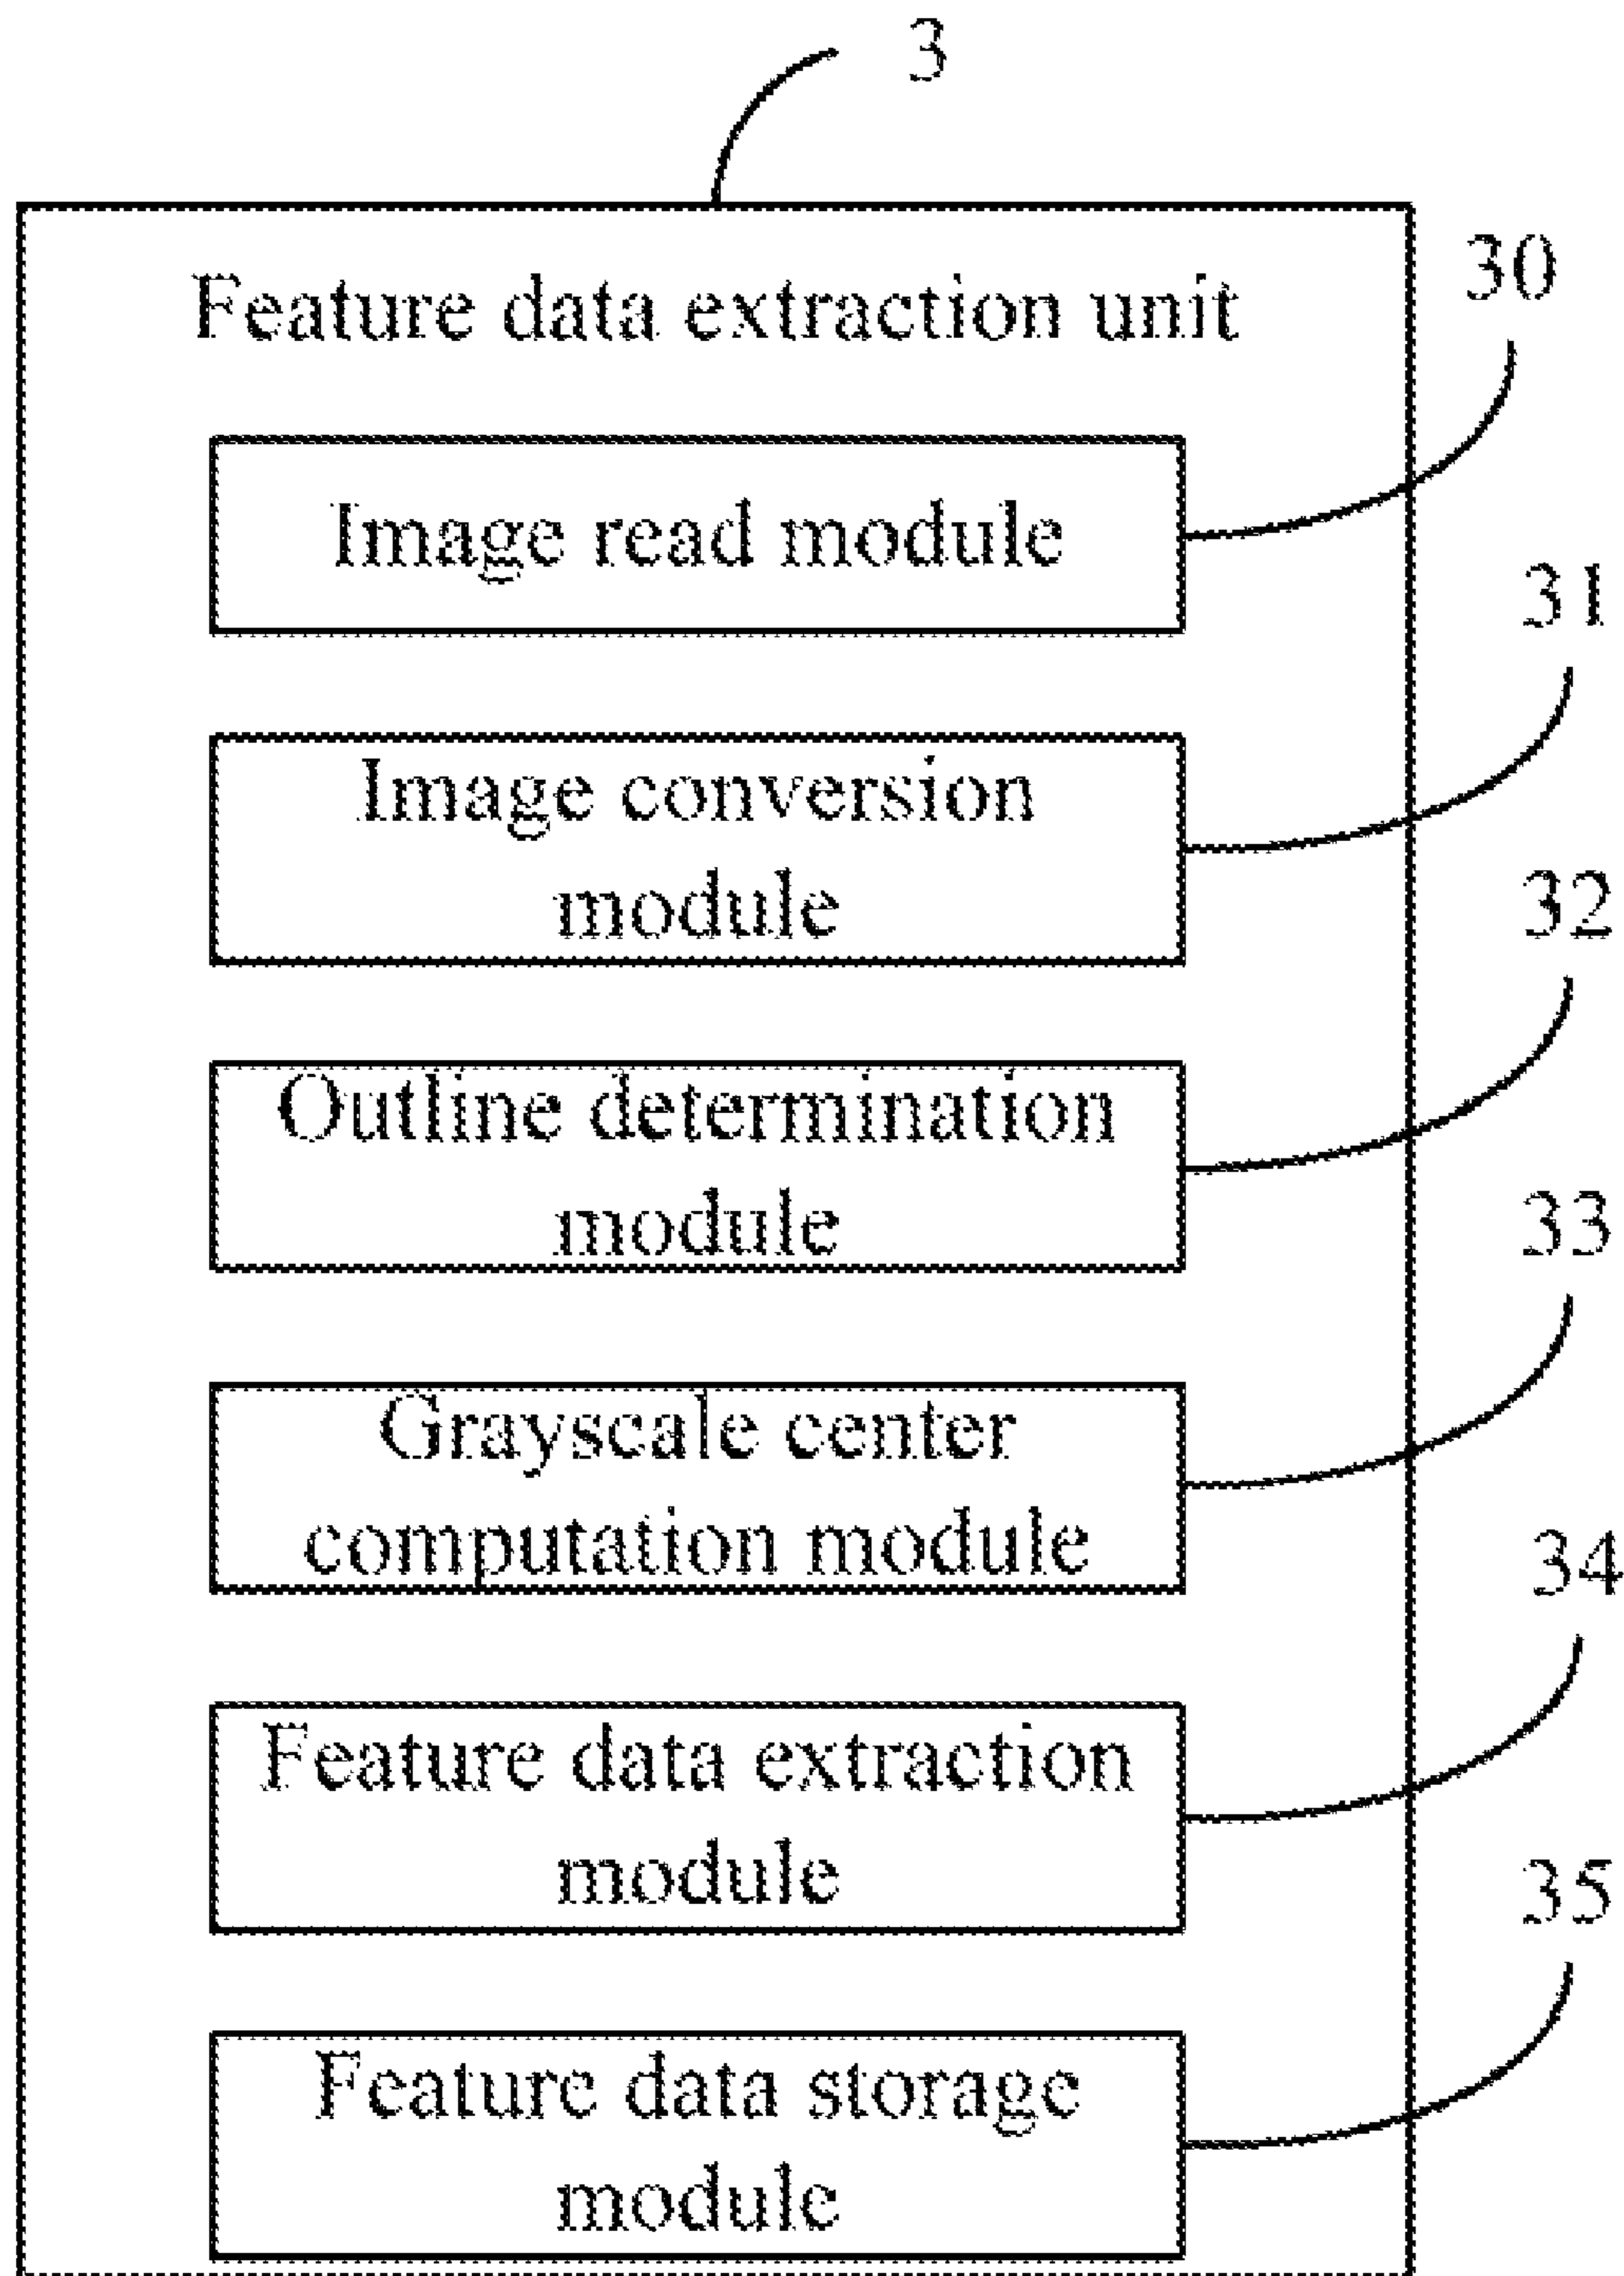 3
Feature data extraction unit
30
Image read module
31
Image conversion
module
32
Outline determination
module
33
Grayscale center
computation module
34
Feature data extraction
module
35
Feature data storage
module